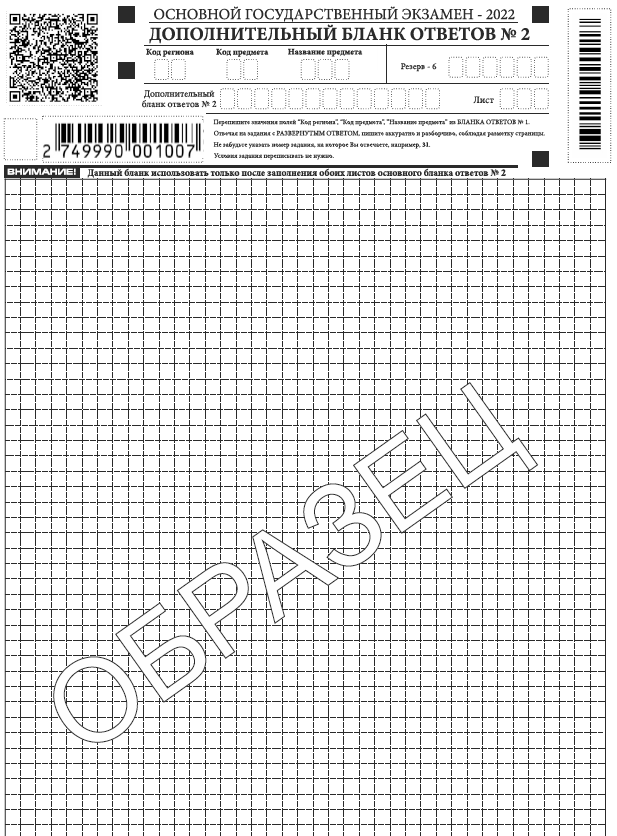 ОСНОВНОЙ ГОСУДАРСТВЕННЫЙ ЭКЗАМЕН - 2022
ДОПОЛНИТЕЛЬНЫЙ БЛАНК ОТВЕТОВ № 2
Код региона Код предмета Название предмета
Резерв - 6
Дополнительный
бланк ответов № 2
Лист
2 749990 001007
Перепишите значения полей "Код региона", "Код предмета", "Название предмета" из БЛАНКА ОТВЕТОВ № 1.
Отвечая на задания с РАЗВЕРНУТЫМ ОТВЕТОМ, пишите аккуратно и разборчиво, соблюдая разметку страницы.
Не забудьте указать номер задания, на которое Вы отвечаете, например, 31.
Условия задания переписывать не нужно.
ВНИМАНИЕ! Данный бланк использовать только после заполнения обоих листов основного бланка ответов № 2
ОБРАЗЕЦ